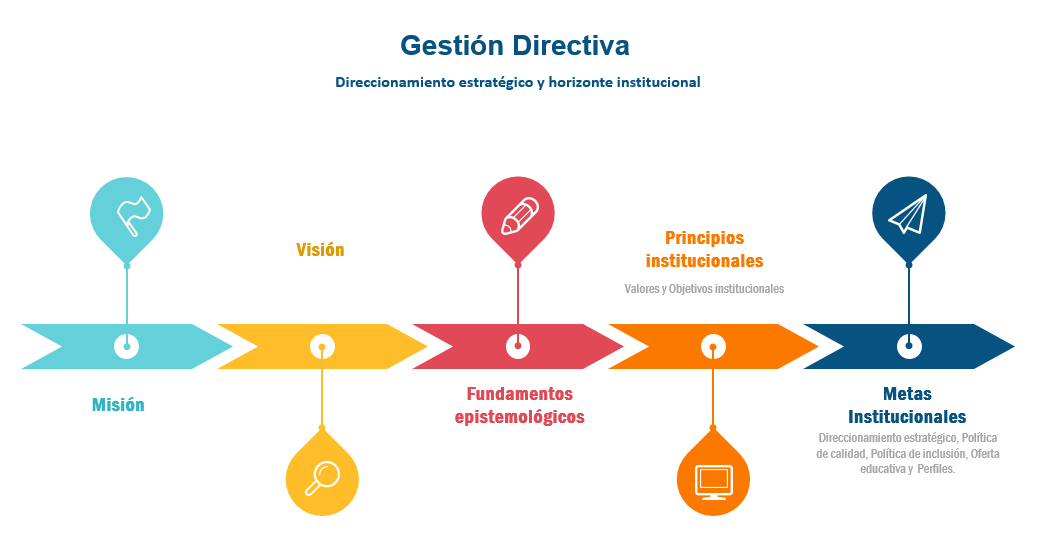 Gestión Directiva
Direccionamiento estratégico y horizonte institucional
Misión
Visión
Fundamentos
epistemológicos
Principios
institucionales
Valores y Objetivos institucionales
Metas
Institucionales
Direccionamiento estratégico, Política
de calidad, Política de inclusión, Oferta
educativa y Perfiles.